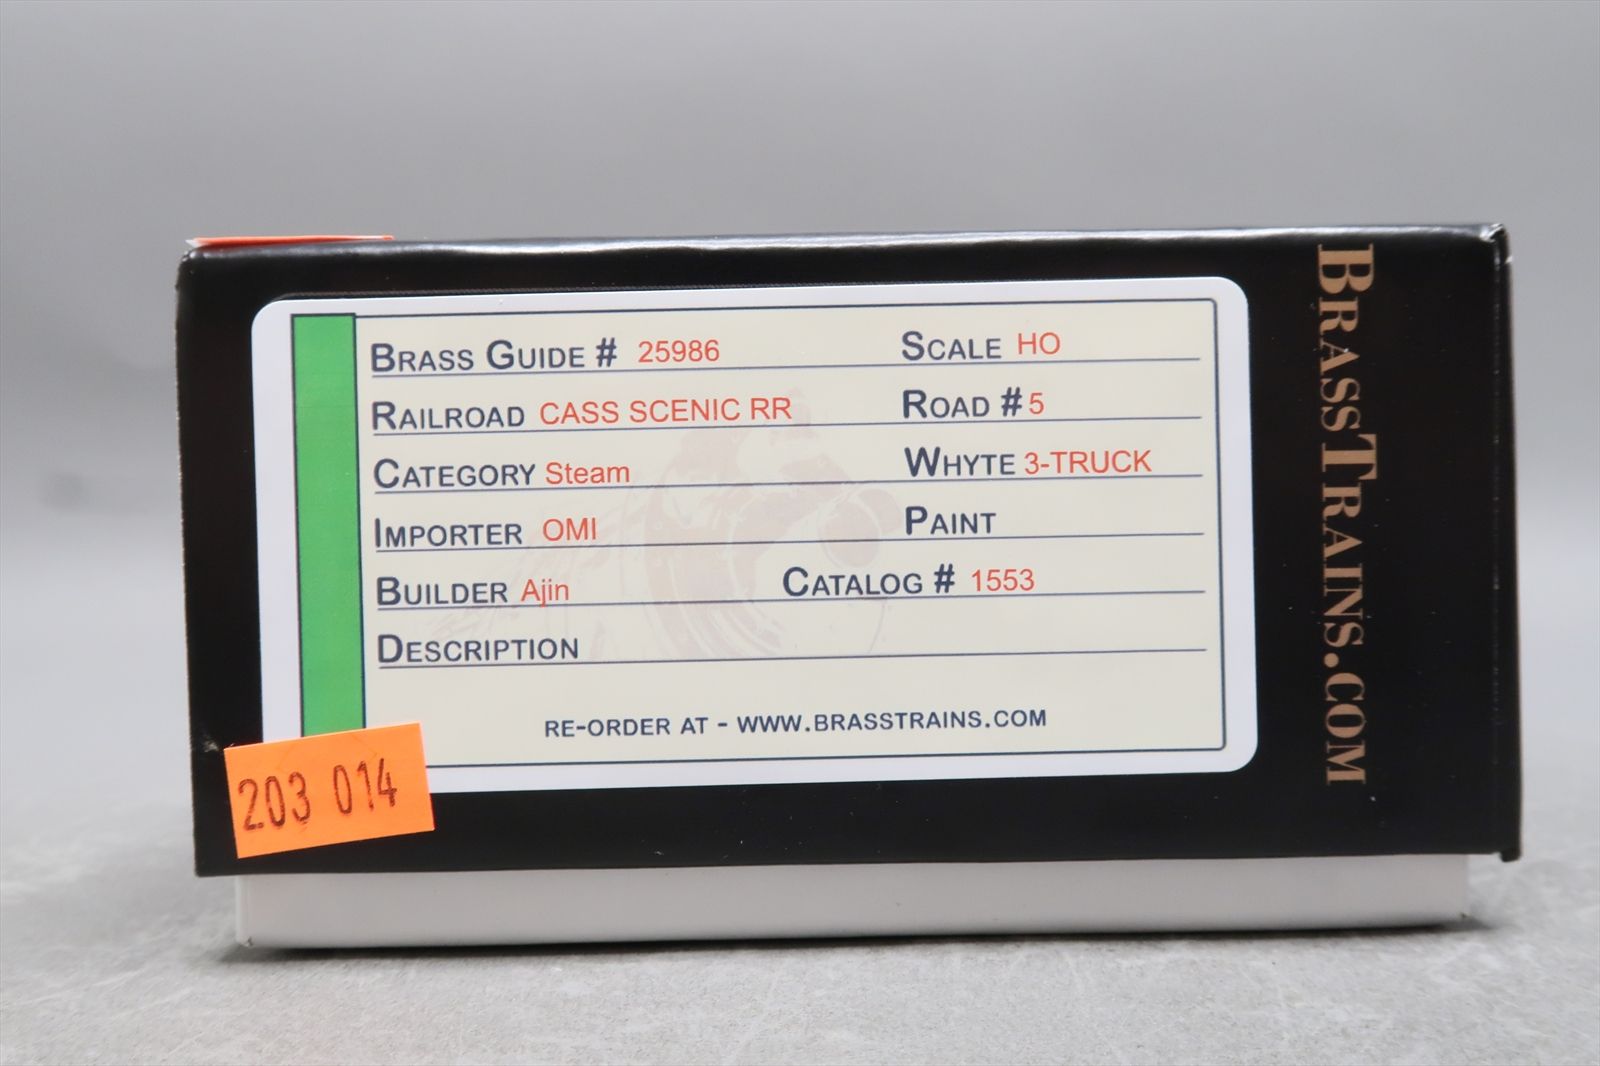 BRASS GUIDE # 25986 SCALE HO
RAILROAD CASS SCENIC RR ROAD # 5
CATEGORY Steam WHYTE 3-TRUCK
IMPORTER OMI PAINT
BUILDER Ajin CATALOG # 1553
DESCRIPTION
RE-ORDER AT - WWW.BRASSTRAINS.COM
203 014
BRASSTRAINS.COM